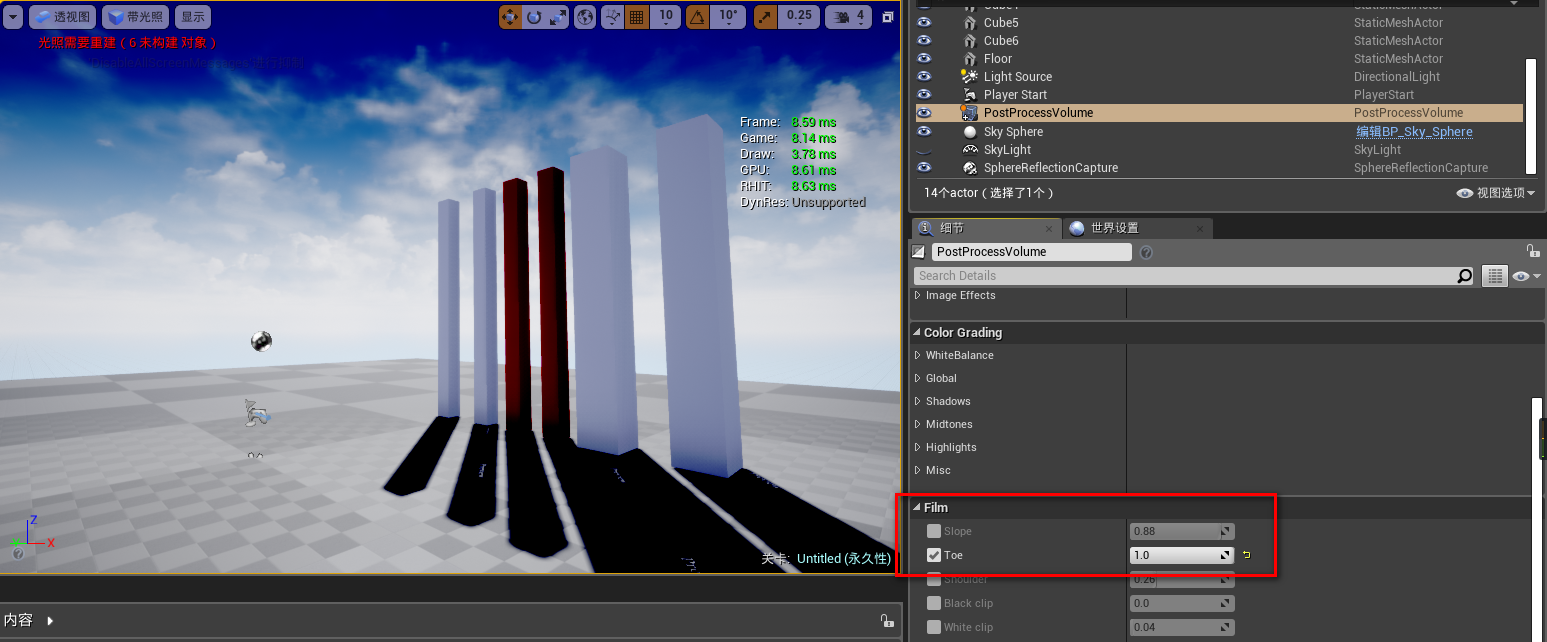 透视图 带光照 显示 10 10° 0.25 4
光照需要重建（6 未构建 对象）
'DisableAllScreenMessages'进行抑制
Frame: 8.59 ms
Game: 8.14 ms
Draw: 3.78 ms
GPU: 8.61 ms
RHIT: 8.63 ms
DynRes: Unsupported
Z
X
关卡: Untitled (永久性)
内容
StaticMeshActor
Cube5 StaticMeshActor
Cube6 StaticMeshActor
Floor StaticMeshActor
Light Source DirectionalLight
Player Start PlayerStart
PostProcessVolume PostProcessVolume
Sky Sphere 编辑BP_Sky_Sphere
SkyLight SkyLight
SphereReflectionCapture SphereReflectionCapture
14个actor（选择了1个） 视图选项
细节 世界设置
PostProcessVolume
Search Details
Image Effects
Color Grading
WhiteBalance
Global
Shadows
Midtones
Highlights
Misc
Film
Slope 0.88
Toe 1.0
Shoulder 0.26
Black clip 0.0
White clip 0.04